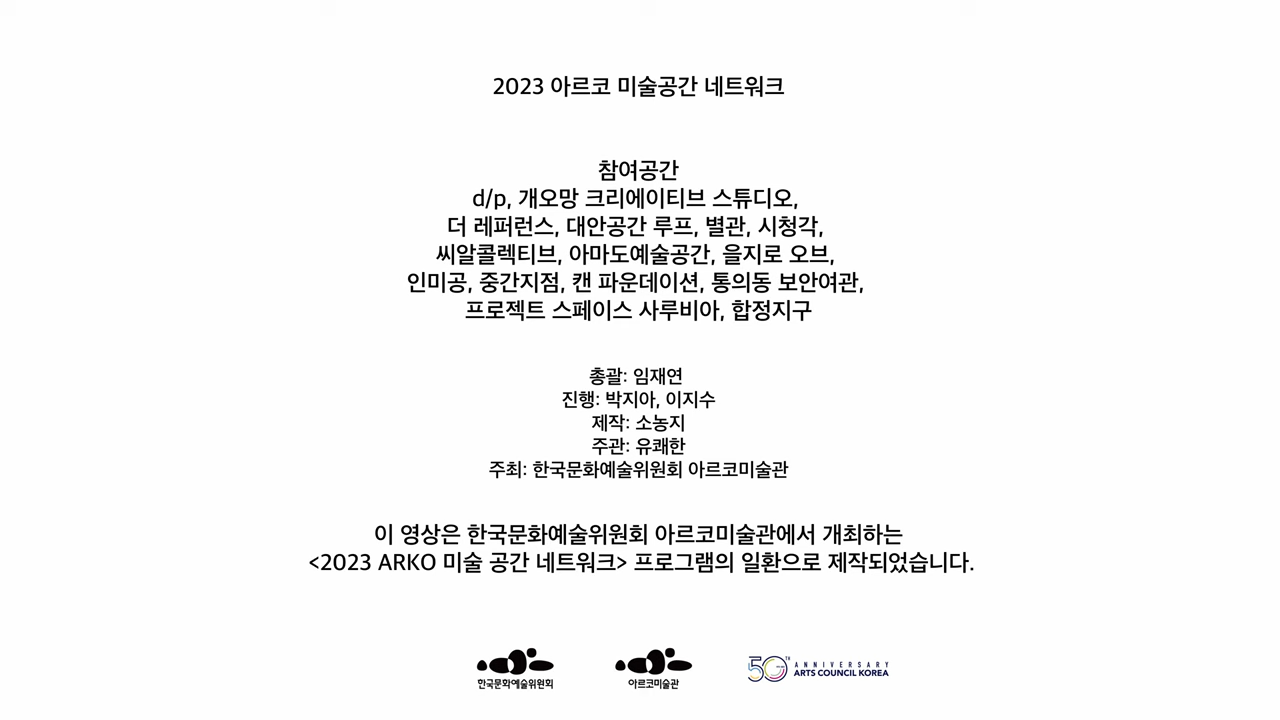 2023 아르코 미술공간 네트워크
참여공간
d/p, 개오망 크리에이티브 스튜디오,
더 레퍼런스, 대안공간 루프, 별관, 시청각,
씨알콜렉티브, 아마도예술공간, 을지로 오브,
인미공, 중간지점, 캔 파운데이션, 통의동 보안여관,
프로젝트 스페이스 사루비아, 합정지구
총괄: 임재연
진행: 박지아, 이지수
제작: 소농지
주관: 유쾌한
주최: 한국문화예술위원회 아르코미술관
이 영상은 한국문화예술위원회 아르코미술관에서 개최하는
<2023 ARKO 미술 공간 네트워크> 프로그램의 일환으로 제작되었습니다.
한국문화예술위원회
아르코미술관
50TH ANNIVERSARY
ARTS COUNCIL KOREA